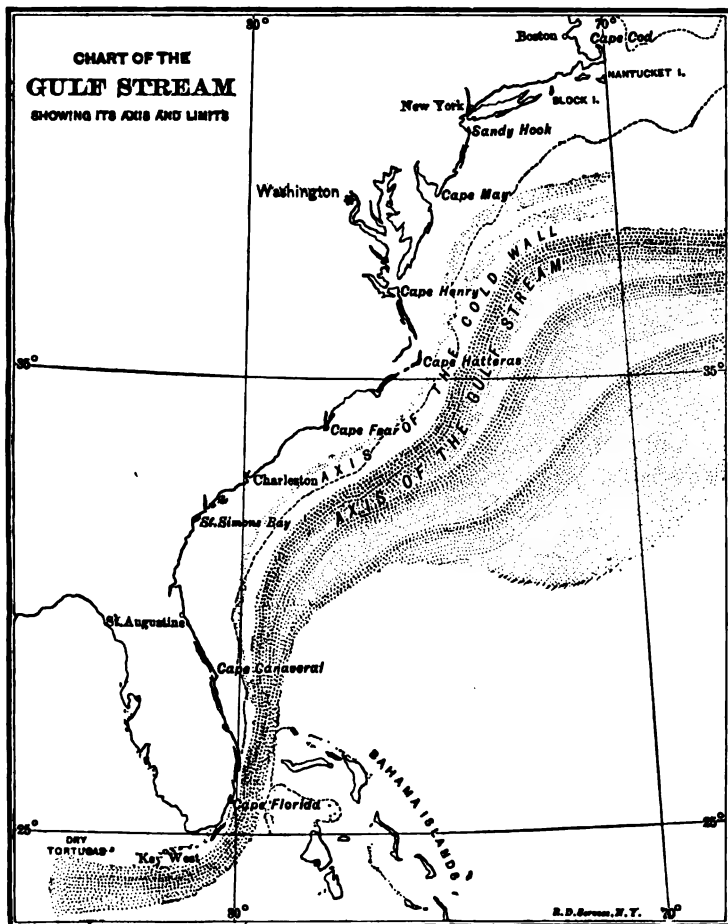 CHART OF THE
GULF STREAM
SHOWING ITS AXIS AND LIMITS
80°
70°
Boston
Cape Cod
NANTUCKET I.
BLOCK I.
New York
Sandy Hook
Washington
Cape May
Cape Henry
AXIS OF THE COLD WALL
AXIS OF THE GULF STREAM
35°
Cape Hatteras
35°
Cape Fear
Charleston
St. Simons Bay
St. Augustine
Cape Canaveral
BAHAMA ISLANDS
Cape Florida
25°
25°
DRY
TORTUGAS
Key West
80°
70°
N.Y.